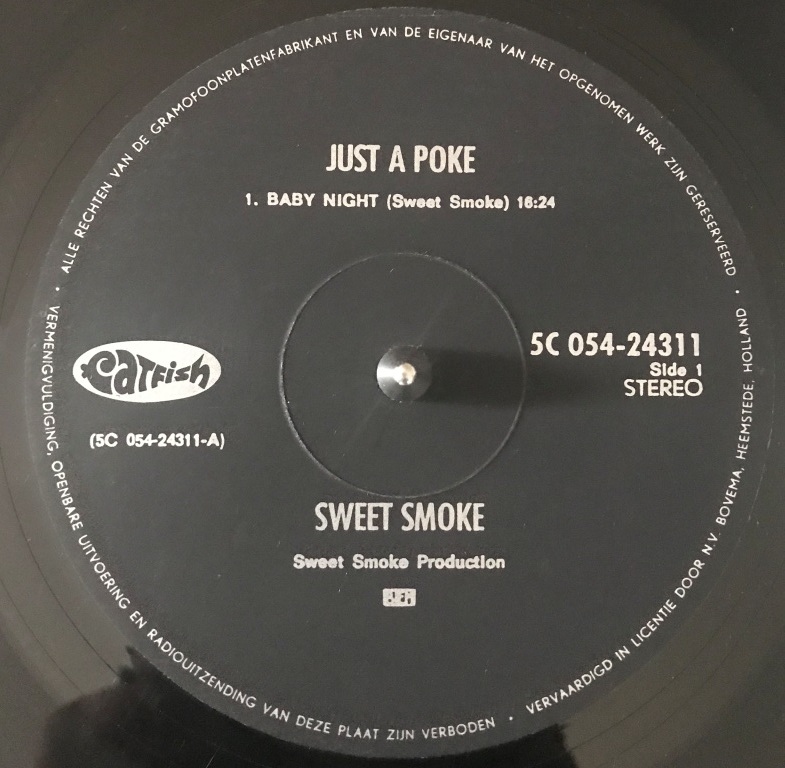 ALLE RECHTEN VAN DE GRAMOFOONPLATENFABRIKANT EN VAN DE EIGENAAR VAN HET OPGENOMEN WERK ZIJN GERESERVEERD •
JUST A POKE
1. BABY NIGHT (Sweet Smoke) 16:24
5C 054-24311
Side 1
STEREO
Catfish
(5C 054-24311-A)
SWEET SMOKE
Sweet Smoke Production
• VERMENIGVULDIGING, OPENBARE UITVOERING EN RADIOUITZENDING VAN DEZE PLAAT ZIJN VERBODEN • VERVAARDIGD IN LICENTIE DOOR N.V. BOVEMA, HEEMSTEDE, HOLLAND